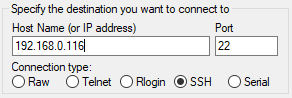 Specify the destination you want to connect to
Host Name (or IP address) Port
192.168.0.116 22
Connection type:
Raw Telnet Rlogin SSH Serial